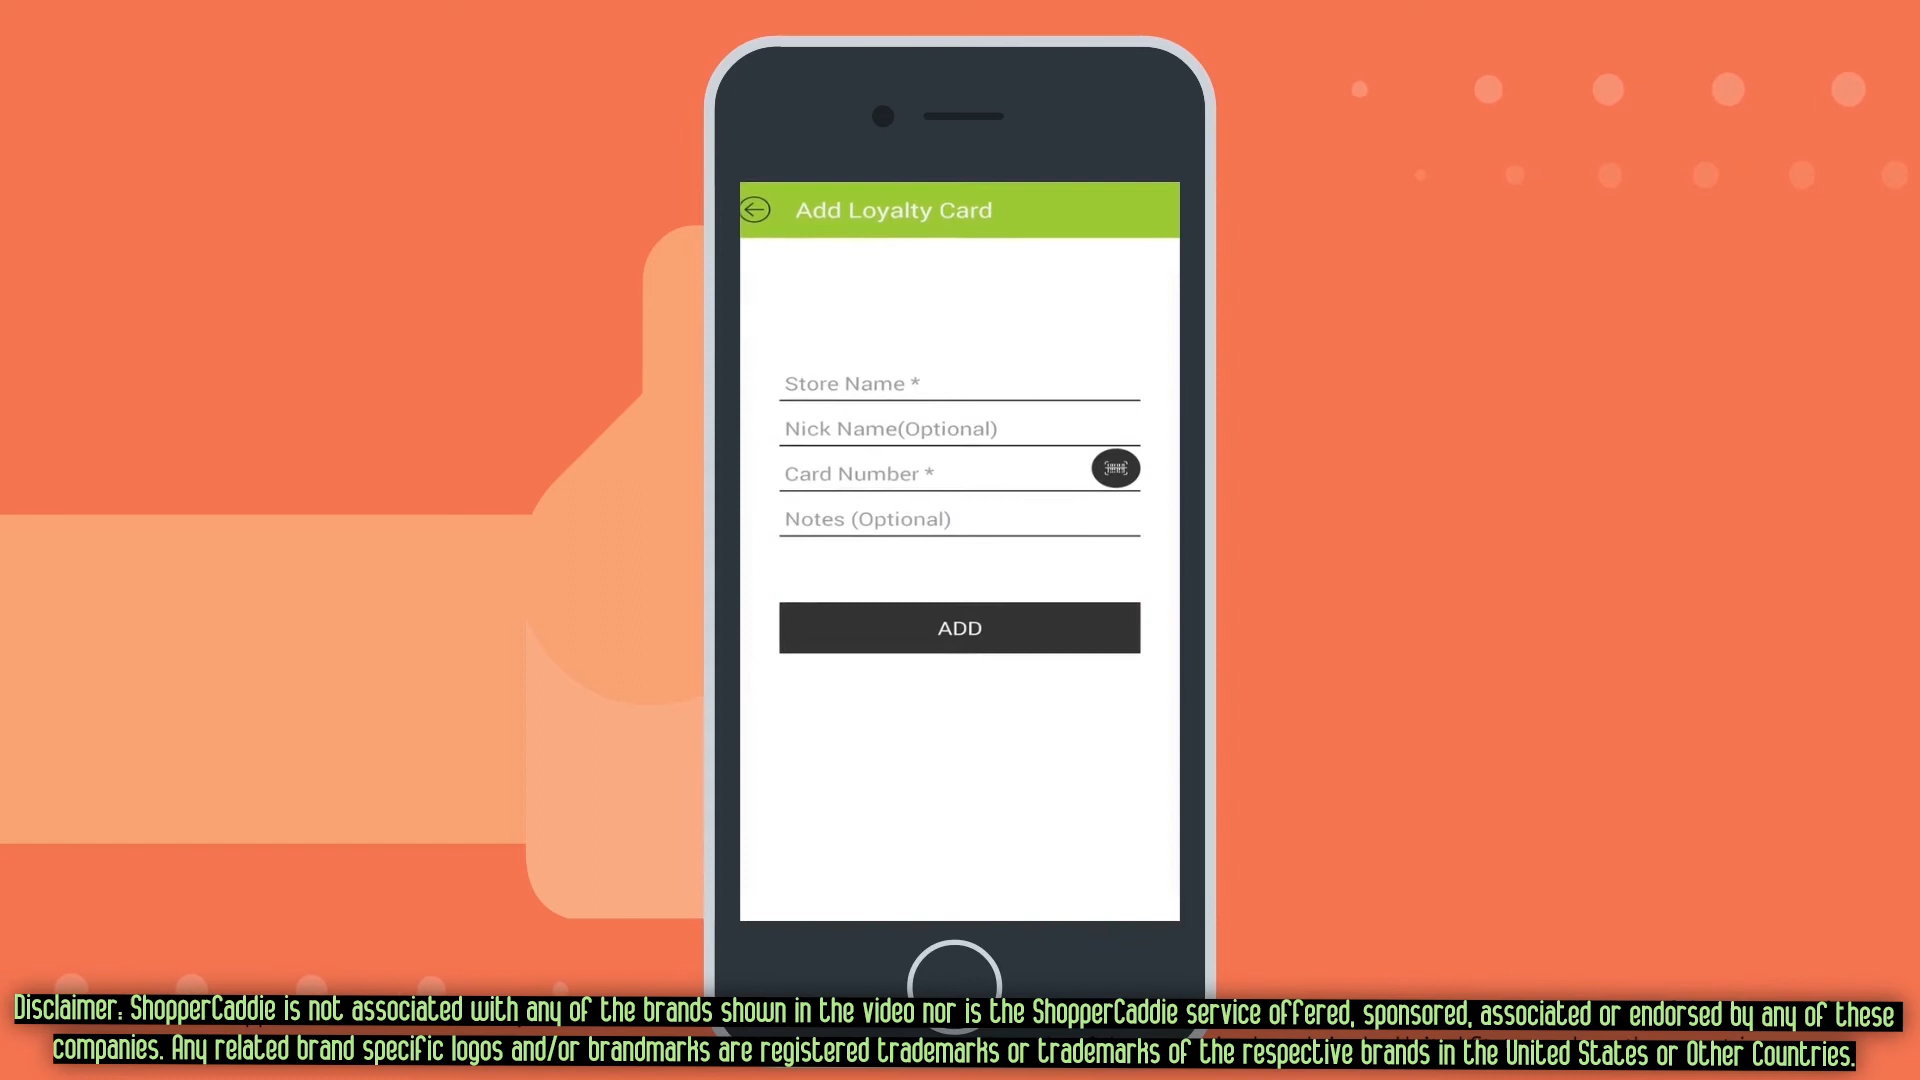 Add Loyalty Card
Store Name *
Nick Name(Optional)
Card Number *
Notes (Optional)
ADD
Disclaimer: ShopperCaddie is not associated with any of the brands shown in the video nor is the ShopperCaddie service offered, sponsored, associated or endorsed by any of these
companies. Any related brand specific logos and/or brandmarks are registered trademarks or trademarks of the respective brands in the United States or Other Countries.